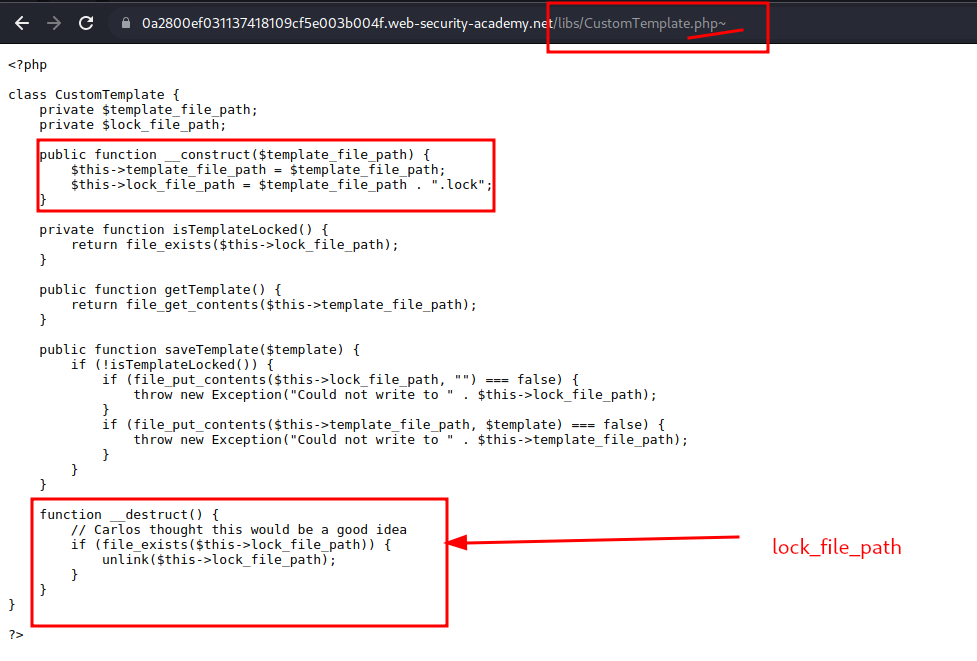 0a2800ef031137418109cf5e003b004f.web-security-academy.net/libs/CustomTemplate.php~
<?php
class CustomTemplate {
    private $template_file_path;
    private $lock_file_path;
    public function __construct($template_file_path) {
        $this->template_file_path = $template_file_path;
        $this->lock_file_path = $template_file_path . ".lock";
    }
    private function isTemplateLocked() {
        return file_exists($this->lock_file_path);
    }
    public function getTemplate() {
        return file_get_contents($this->template_file_path);
    }
    public function saveTemplate($template) {
        if (!isTemplateLocked()) {
            if (file_put_contents($this->lock_file_path, "") === false) {
                throw new Exception("Could not write to " . $this->lock_file_path);
            }
            if (file_put_contents($this->template_file_path, $template) === false) {
                throw new Exception("Could not write to " . $this->template_file_path);
            }
        }
    }
    function __destruct() {
        // Carlos thought this would be a good idea
        if (file_exists($this->lock_file_path)) {
            unlink($this->lock_file_path);
        }
    }
}
lock_file_path
?>